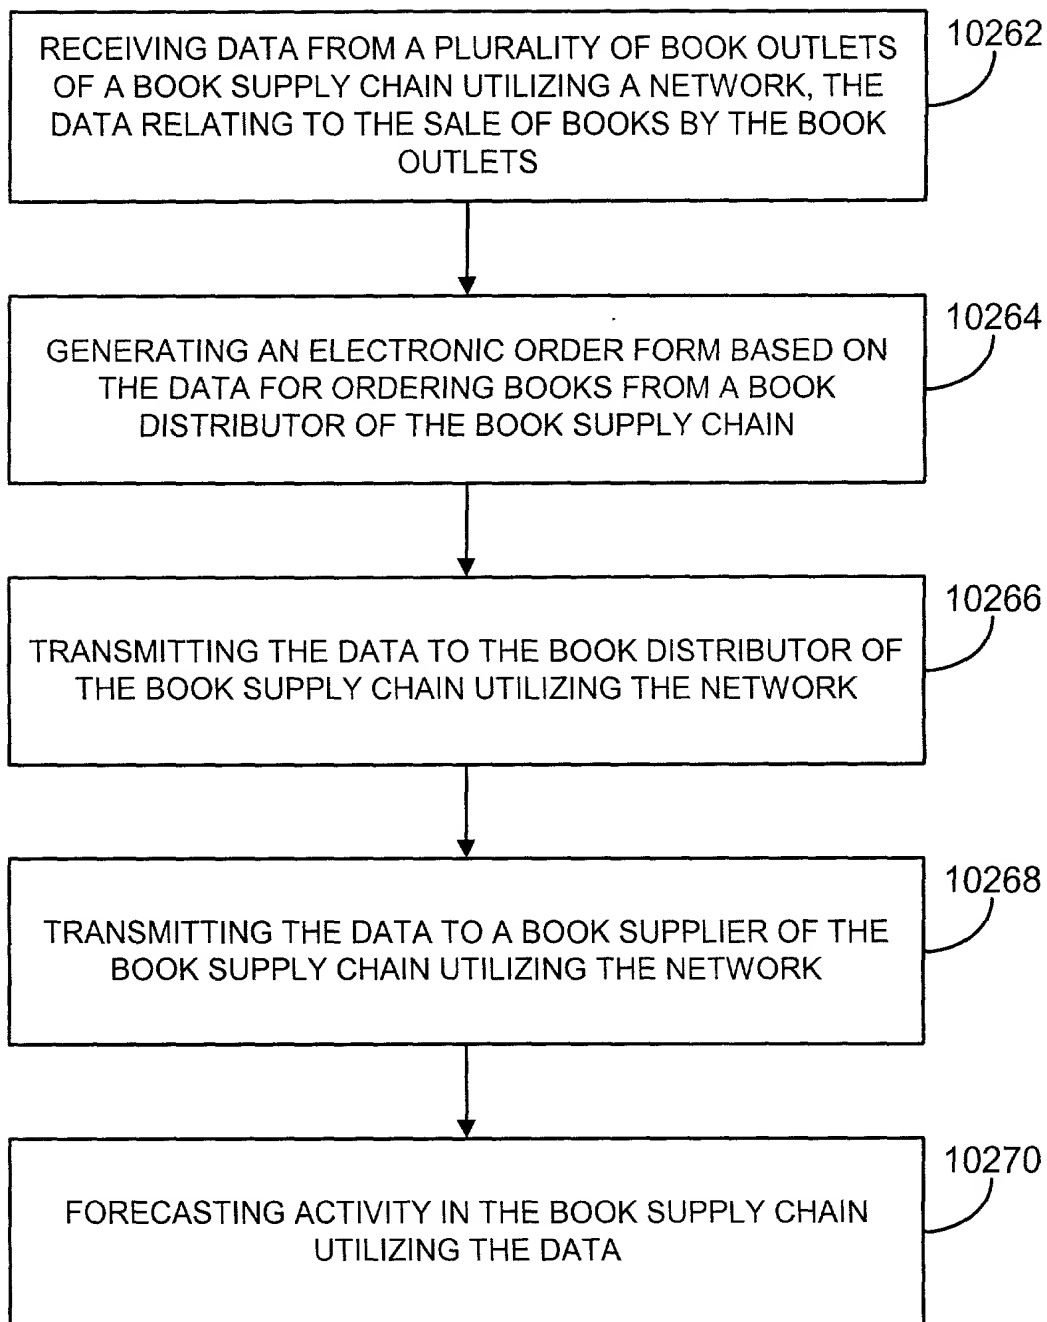 RECEIVING DATA FROM A PLURALITY OF BOOK OUTLETS
OF A BOOK SUPPLY CHAIN UTILIZING A NETWORK, THE
DATA RELATING TO THE SALE OF BOOKS BY THE BOOK
OUTLETS
10262
GENERATING AN ELECTRONIC ORDER FORM BASED ON
THE DATA FOR ORDERING BOOKS FROM A BOOK
DISTRIBUTOR OF THE BOOK SUPPLY CHAIN
10264
TRANSMITTING THE DATA TO THE BOOK DISTRIBUTOR OF
THE BOOK SUPPLY CHAIN UTILIZING THE NETWORK
10266
TRANSMITTING THE DATA TO A BOOK SUPPLIER OF THE
BOOK SUPPLY CHAIN UTILIZING THE NETWORK
10268
FORECASTING ACTIVITY IN THE BOOK SUPPLY CHAIN
UTILIZING THE DATA
10270